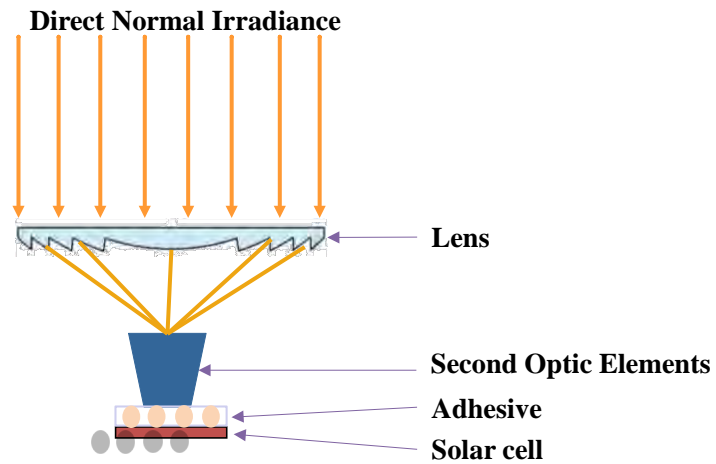 Direct Normal Irradiance
Lens
Second Optic Elements
Adhesive
Solar cell